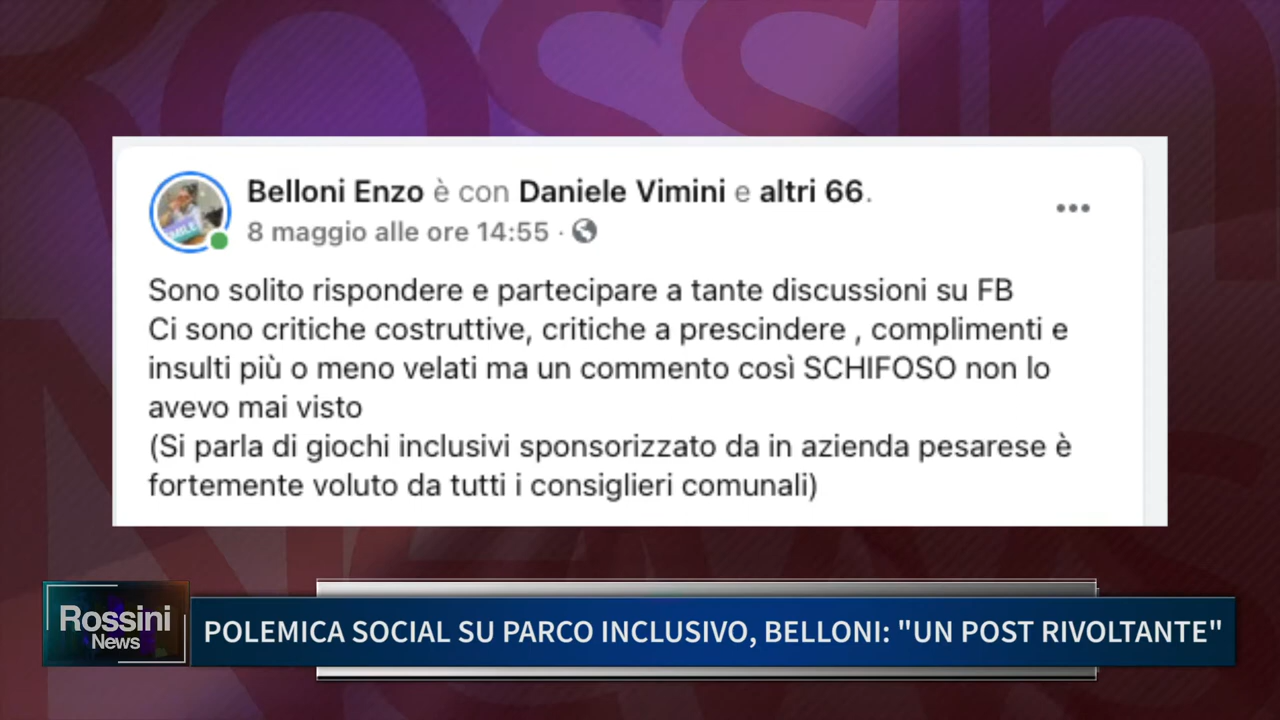 Rossini
Belloni Enzo è con Daniele Vimini e altri 66.
8 maggio alle ore 14:55 ·
Sono solito rispondere e partecipare a tante discussioni su FB
Ci sono critiche costruttive, critiche a prescindere , complimenti e
insulti più o meno velati ma un commento così SCHIFOSO non lo
avevo mai visto
(Si parla di giochi inclusivi sponsorizzato da in azienda pesarese è
fortemente voluto da tutti i consiglieri comunali)
Rossini
News
POLEMICA SOCIAL SU PARCO INCLUSIVO, BELLONI: "UN POST RIVOLTANTE"